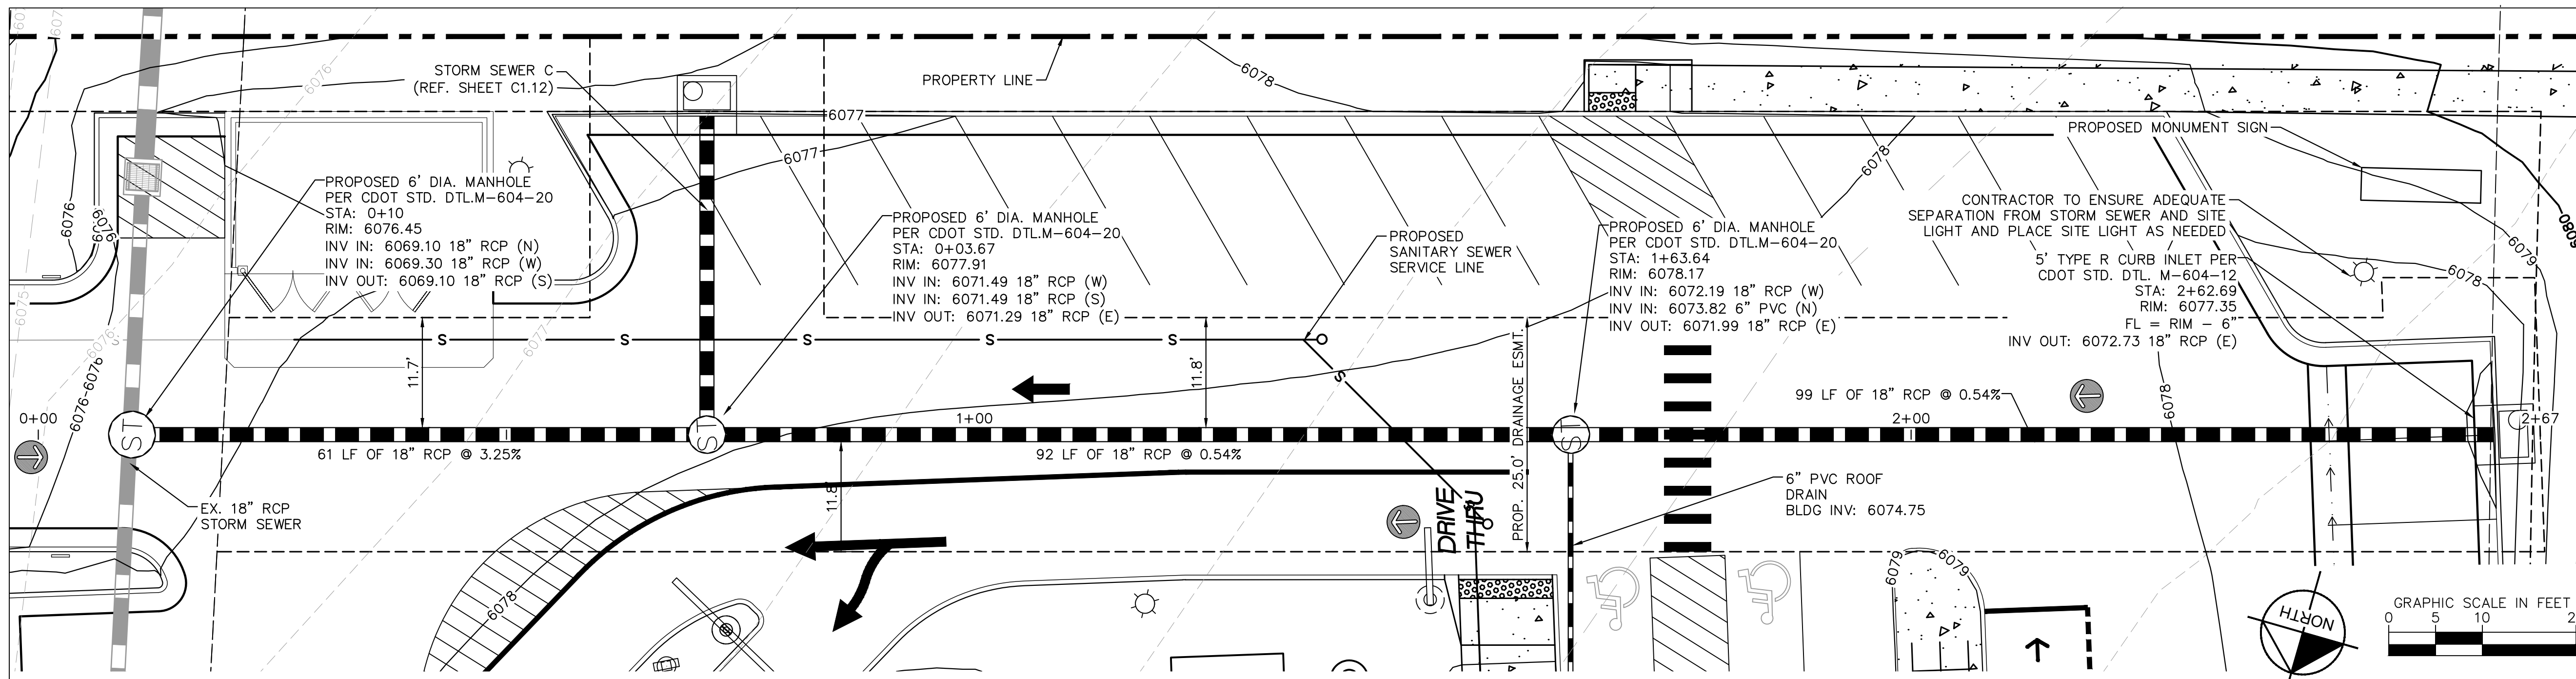 STORM SEWER C
(REF. SHEET C1.12)
PROPERTY LINE
PROPOSED MONUMENT SIGN
PROPOSED 6' DIA. MANHOLE
PER CDOT STD. DTL.M-604-20
STA: 0+10
RIM: 6076.45
INV IN: 6069.10 18" RCP (N)
INV IN: 6069.30 18" RCP (W)
INV OUT: 6069.10 18" RCP (S)
PROPOSED 6' DIA. MANHOLE
PER CDOT STD. DTL.M-604-20
STA: 0+03.67
RIM: 6077.91
INV IN: 6071.49 18" RCP (W)
INV IN: 6071.49 18" RCP (S)
INV OUT: 6071.29 18" RCP (E)
PROPOSED
SANITARY SEWER
SERVICE LINE
PROPOSED 6' DIA. MANHOLE
PER CDOT STD. DTL.M-604-20
STA: 1+63.64
RIM: 6078.17
INV IN: 6072.19 18" RCP (W)
INV IN: 6073.82 6" PVC (N)
INV OUT: 6071.99 18" RCP (E)
CONTRACTOR TO ENSURE ADEQUATE
SEPARATION FROM STORM SEWER AND SITE
LIGHT AND PLACE SITE LIGHT AS NEEDED
5' TYPE R CURB INLET PER
CDOT STD. DTL. M-604-12
STA: 2+62.69
RIM: 6077.35
FL = RIM - 6"
INV OUT: 6072.73 18" RCP (E)
6075
6076
6076
6076
6076
6076-6076
6077
6077
6077
6078
6078
6078
6078
6078
6079
6079
6079
6080
S
S
S
S
S
S
S
11.7'
11.8'
11.8'
PROP. 25.0' DRAINAGE ESMT.
0+00
1+00
2+00
2+67
ST
ST
ST
61 LF OF 18" RCP @ 3.25%
92 LF OF 18" RCP @ 0.54%
99 LF OF 18" RCP @ 0.54%
EX. 18" RCP
STORM SEWER
DRIVE
THRU
6" PVC ROOF
DRAIN
BLDG INV: 6074.75
NORTH
GRAPHIC SCALE IN FEET
0 5 10